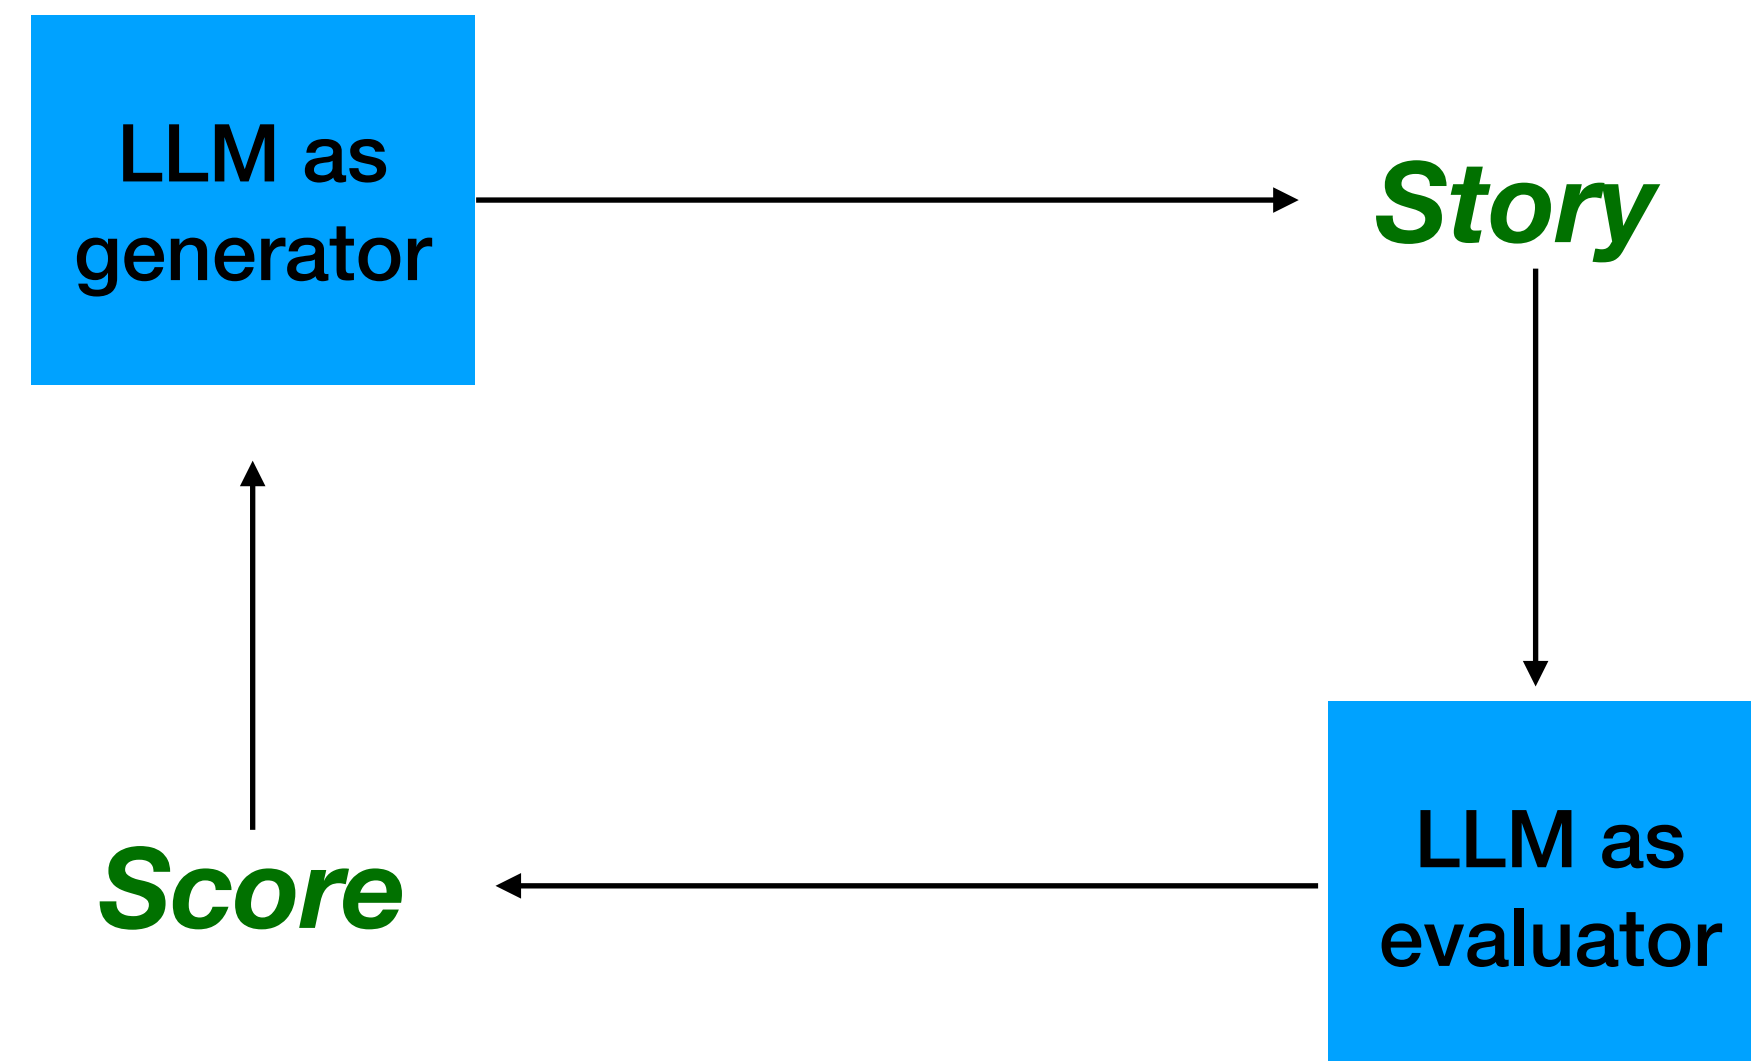 LLM as
generator
Story
Score
LLM as
evaluator